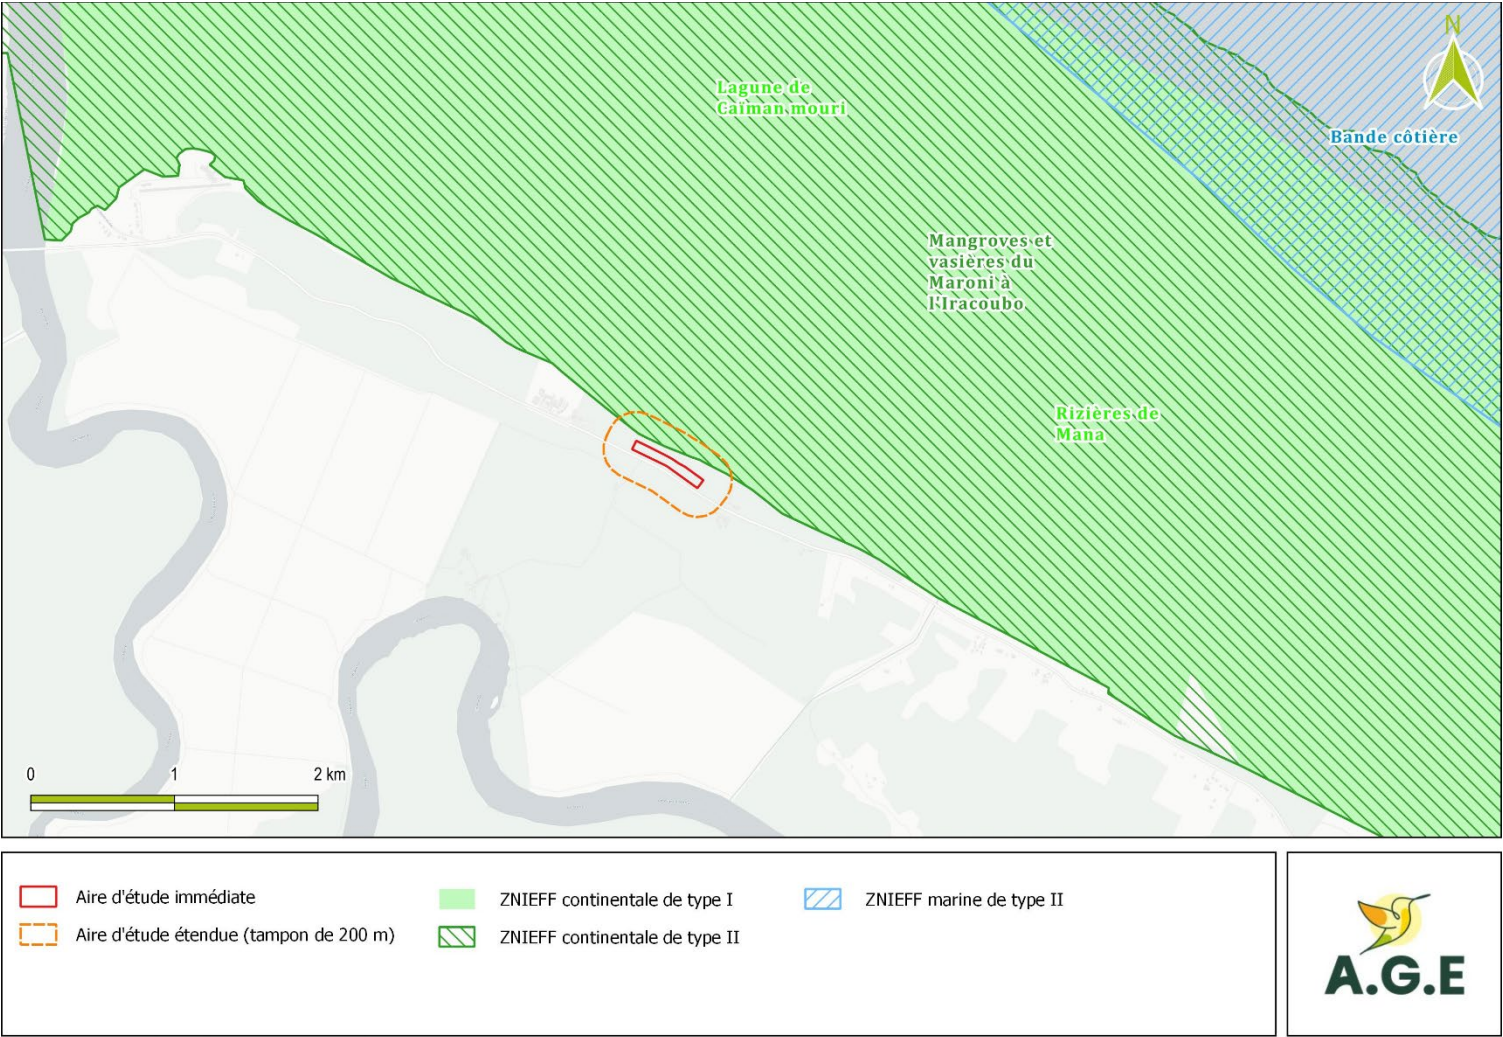 N
Lagune de
Caïman mouri
Bande côtière
Mangroves et
vasières du
Maroni à
l'Iracoubo
Rizières de
Mana
0 1 2 km
Aire d'étude immédiate
Aire d'étude étendue (tampon de 200 m)
ZNIEFF continentale de type I
ZNIEFF continentale de type II
ZNIEFF marine de type II
A.G.E